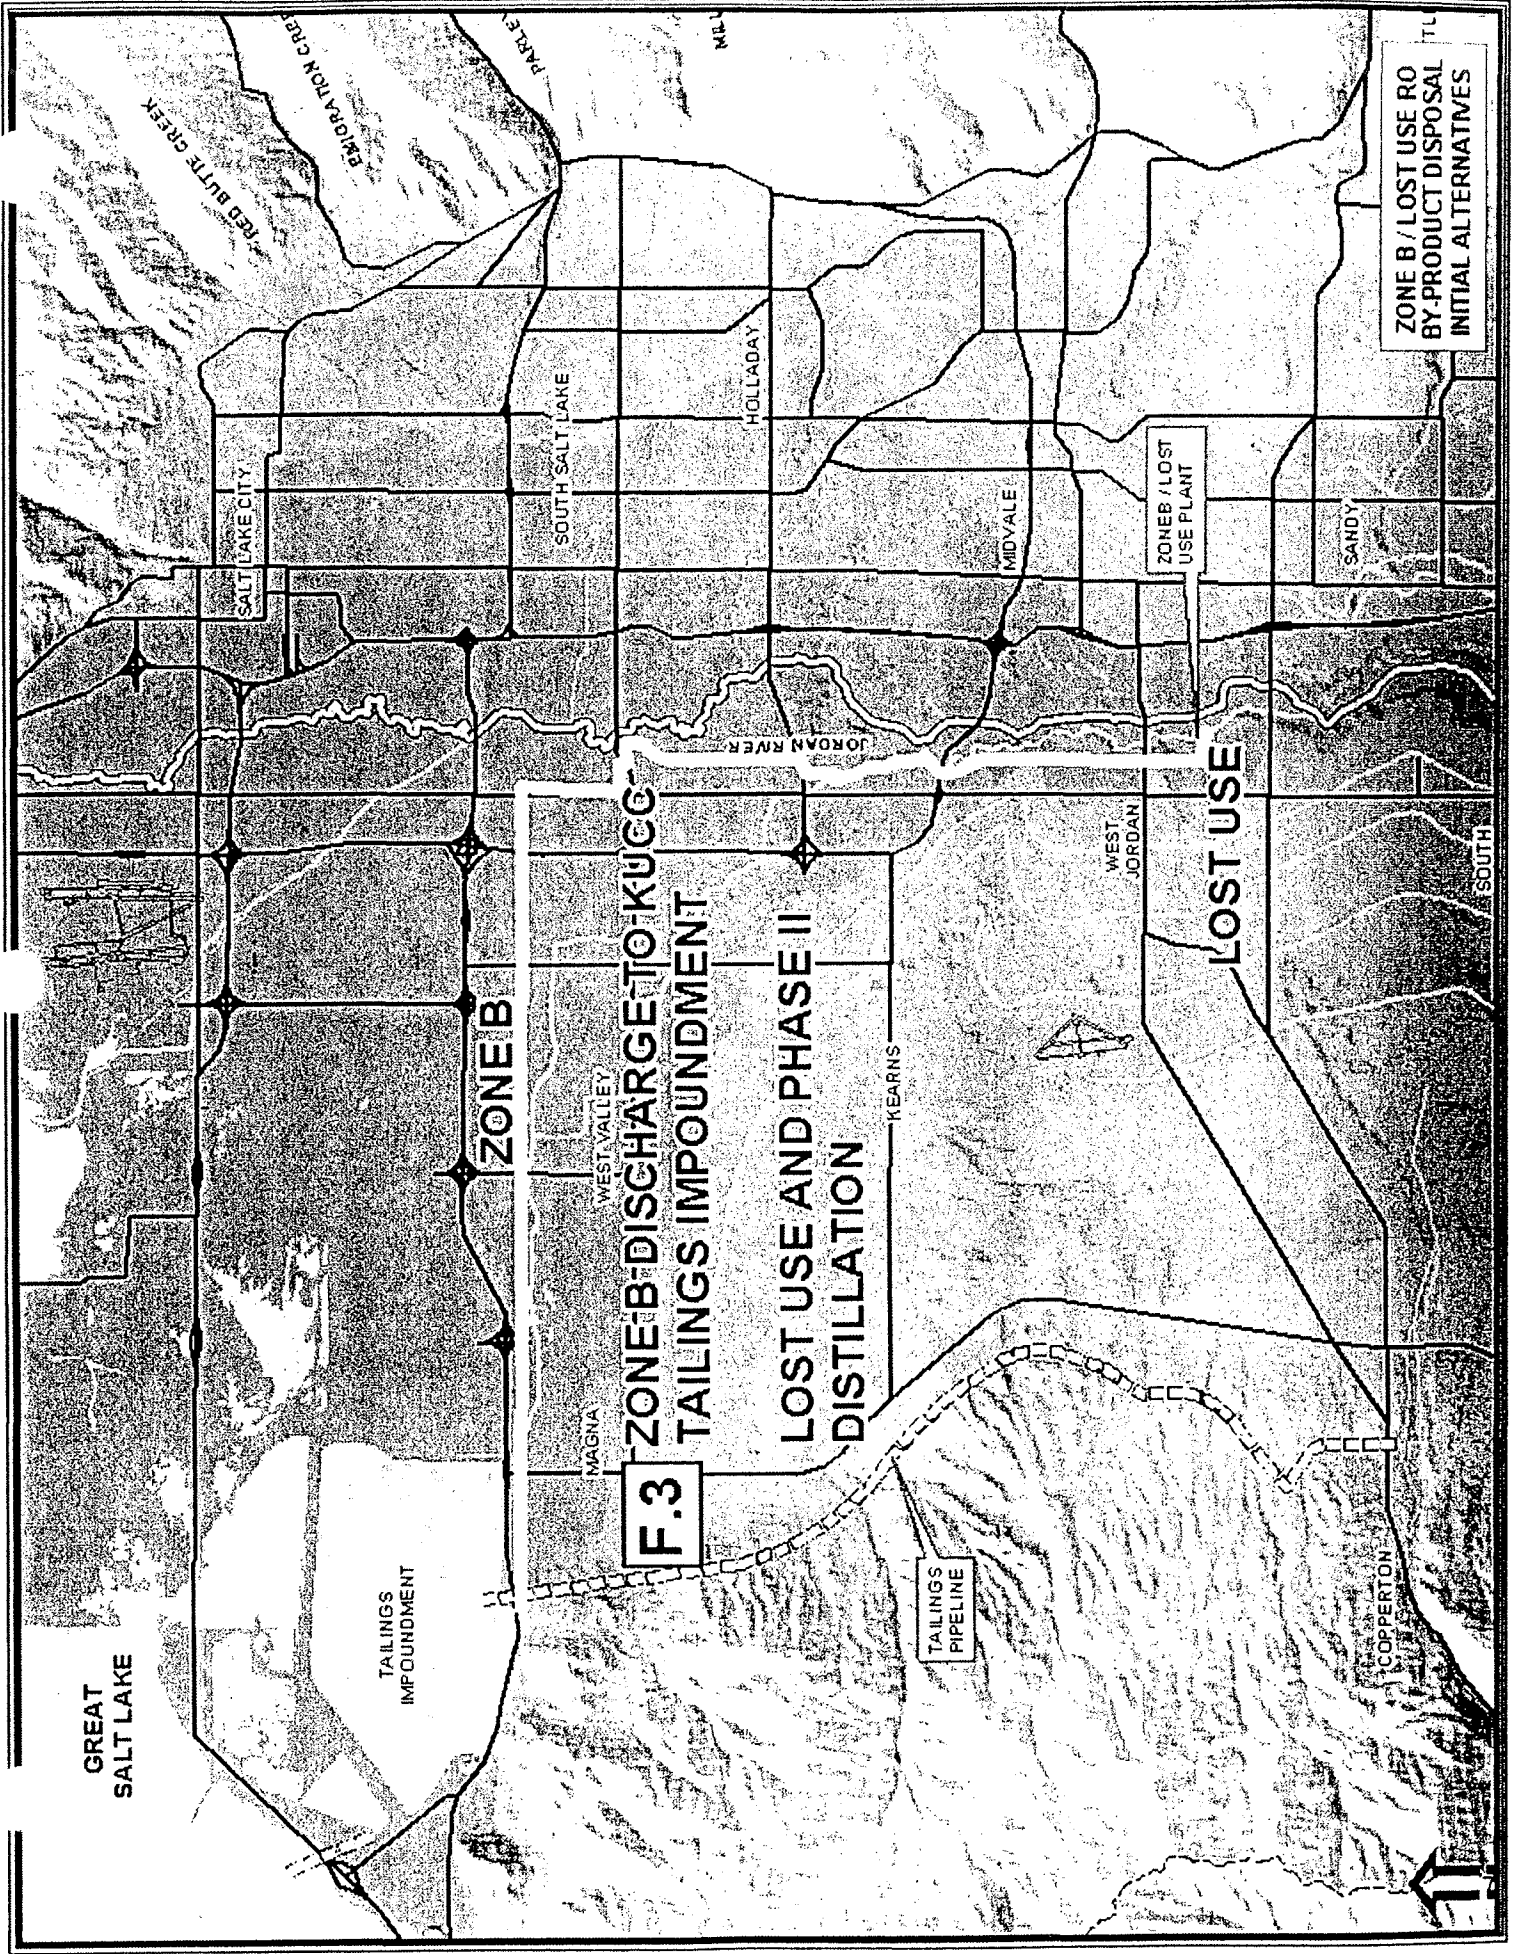 GREAT
SALT LAKE
TAILINGS
IMPOUNDMENT
RED BUTTE CREEK
EMIGRATION CREEK
SALT LAKE CITY
SOUTH SALT LAKE
HOLLADAY
ZONE B
MAGNA
WEST VALLEY
F.3
ZONE B DISCHARGE TO KUCC
TAILINGS IMPOUNDMENT
LOST USE AND PHASE II
DISTILLATION
JORDAN RIVER
KEARNS
TAILINGS
PIPELINE
MIDVALE
WEST
JORDAN
ZONEB / LOST
USE PLANT
LOST USE
SANDY
COPPERTON
SOUTH
ZONE B / LOST USE RO
BY-PRODUCT DISPOSAL
INITIAL ALTERNATIVES